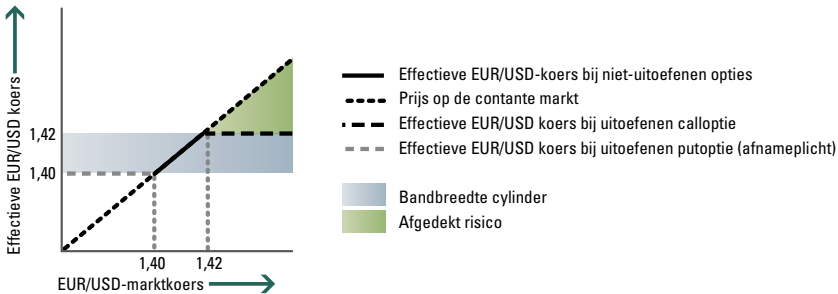 Effectieve EUR/USD koers
1,42
1,40
1,40
1,42
EUR/USD-marktkoers
Effectieve EUR/USD-koers bij niet-uitoefenen opties
Prijs op de contante markt
Effectieve EUR/USD koers bij uitoefenen calloptie
Effectieve EUR/USD koers bij uitoefenen putoptie (afnameplicht)
Bandbreedte cylinder
Afgedekt risico